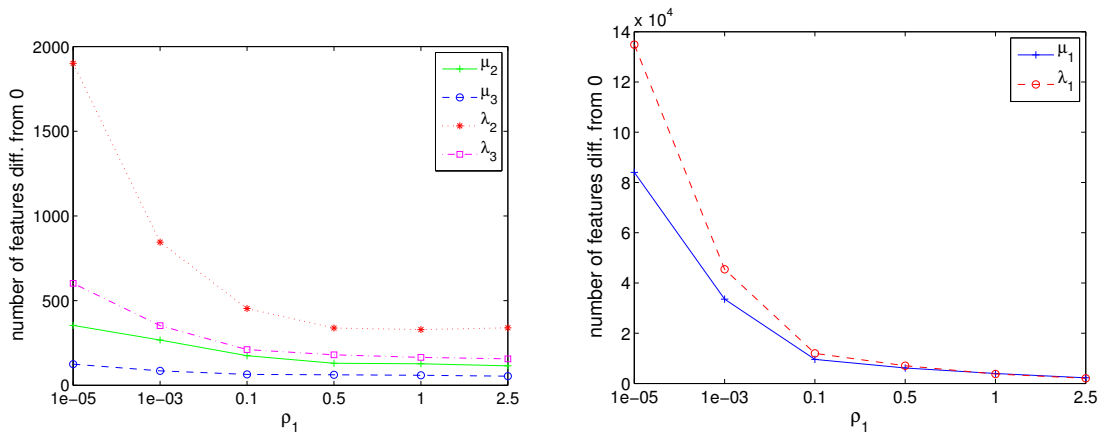 number of features diff. from 0
2000
1500
1000
500
0
1e-05 1e-03 0.1 0.5 1 2.5
ρ1
μ2
μ3
λ2
λ3
x 10^4
number of features diff. from 0
14
12
10
8
6
4
2
0
1e-05 1e-03 0.1 0.5 1 2.5
ρ1
μ1
λ1